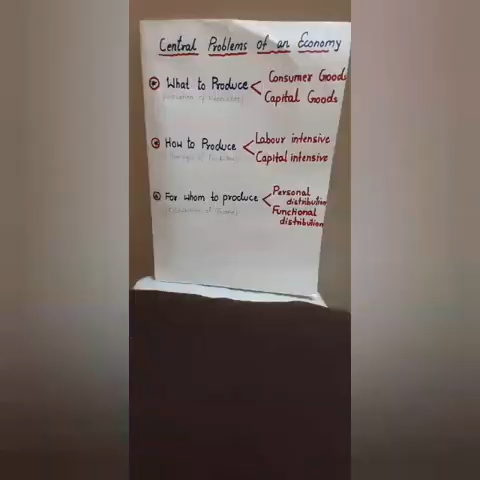 Central Problems of an Economy
What to Produce
Consumer Goods
Capital Goods
How to Produce
Labour intensive
Capital intensive
For whom to produce
Personal
distribution
Functional
distribution